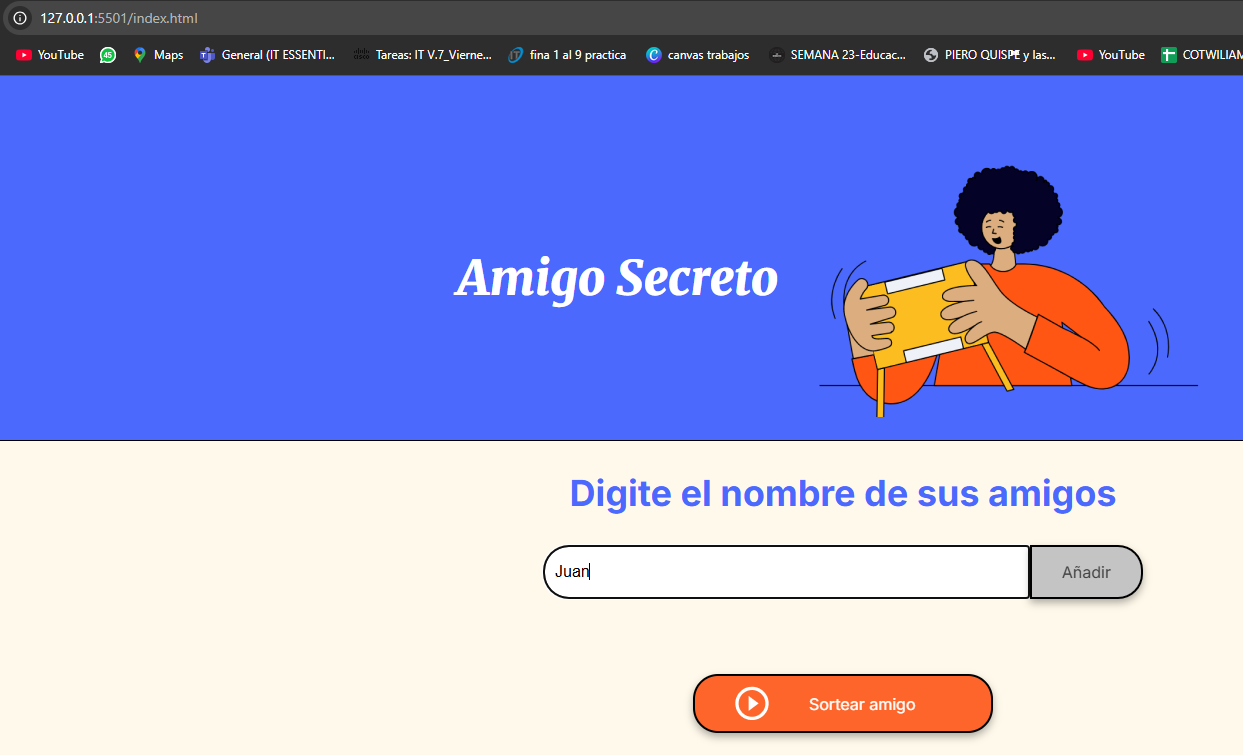 127.0.0.1:5501/index.html
YouTube 45 Maps General (IT ESSENTI... Tareas: IT V.7_Vierne... fina 1 al 9 practica canvas trabajos SEMANA 23-Educac... PIERO QUISPE y las... YouTube COTWILIAM
Amigo Secreto
Digite el nombre de sus amigos
Juan Añadir
Sortear amigo